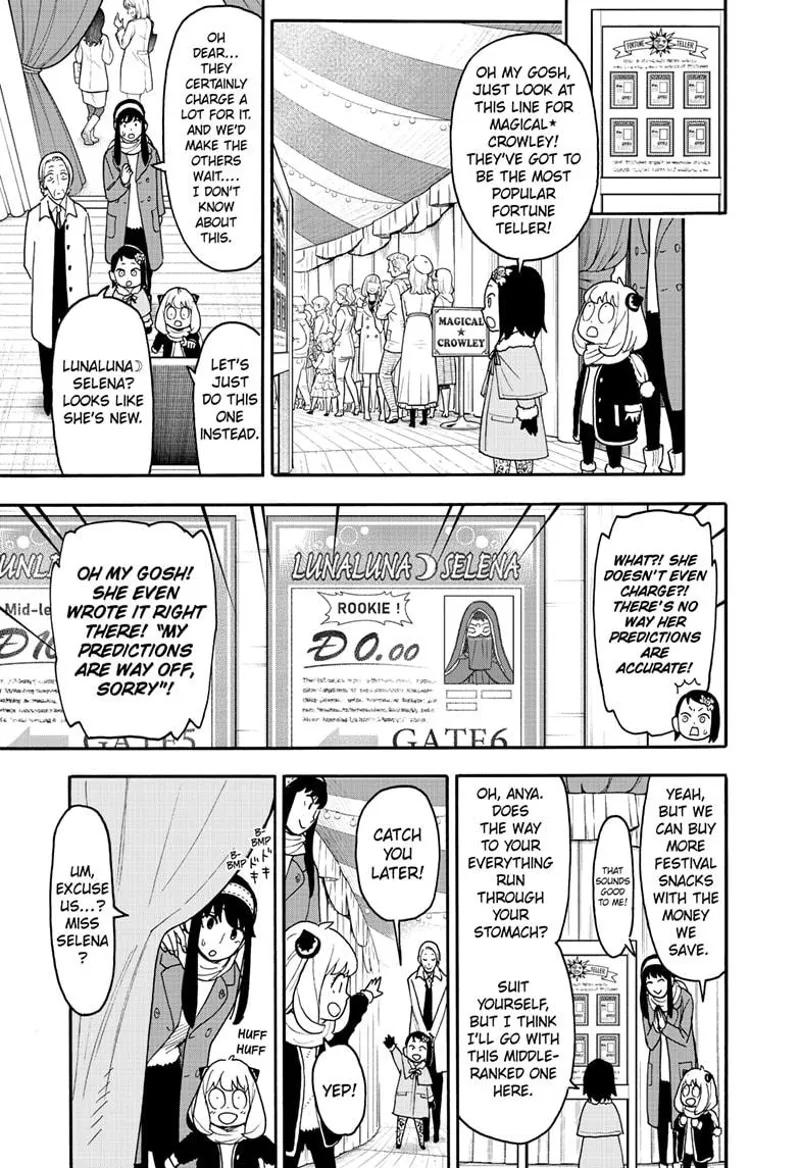 FORTUNE TELLER
OH MY GOSH,
JUST LOOK AT
THIS LINE FOR
MAGICAL★
CROWLEY!
THEY'VE GOT TO
BE THE MOST
POPULAR
FORTUNE
TELLER!
MAGICAL
★
CROWLEY
OH
DEAR...
THEY
CERTAINLY
CHARGE A
LOT FOR IT.
AND WE'D
MAKE THE
OTHERS
WAIT....
I DON'T
KNOW
ABOUT
THIS.
LET'S
JUST
DO THIS
ONE
INSTEAD.
LUNALUNA☽
SELENA?
LOOKS LIKE
SHE'S NEW.
WHAT?! SHE
DOESN'T EVEN
CHARGE?!
THERE'S NO
WAY HER
PREDICTIONS
ARE
ACCURATE!
LUNALUNA☽SELENA
ROOKIE !
Đ0.00
GATE6
OH MY GOSH!
SHE EVEN
WROTE IT RIGHT
THERE! "MY
PREDICTIONS
ARE WAY OFF,
SORRY"!
Mid-le
GATE5
YEAH,
BUT WE
CAN BUY
MORE
FESTIVAL
SNACKS
WITH THE
MONEY
WE
SAVE.
THAT
SOUNDS
GOOD
TO ME!
OH, ANYA.
DOES
THE WAY
TO YOUR
EVERYTHING
RUN
THROUGH
YOUR
STOMACH?
SUIT
YOURSELF,
BUT I THINK
I'LL GO WITH
THIS MIDDLE-
RANKED ONE
HERE.
CATCH
YOU
LATER!
YEP!
B-
BMP
ドキ
B-
BMP
ドキ
UM,
EXCUSE
US...?
MISS
SELENA
?
HUFF
HUFF